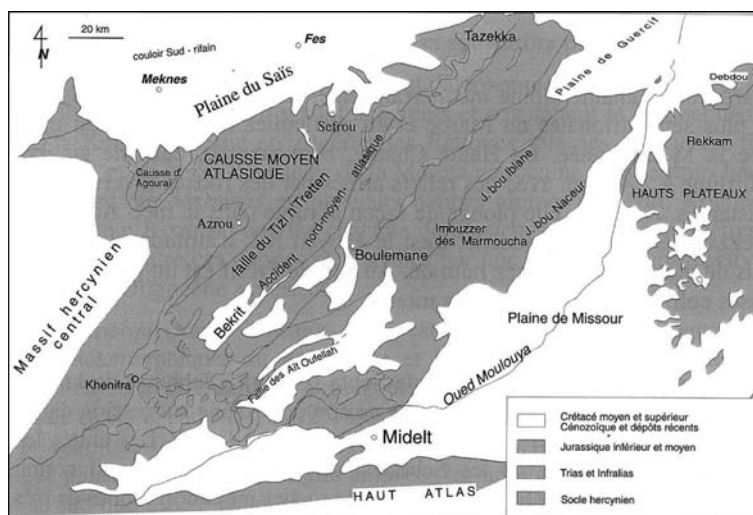 20 km
N
couloir Sud - rifain
Fes
Meknes
Plaine du Saïs
Tazekka
Plaine de Guercif
Debdou
Rekkam
HAUTS PLATEAUX
Sefrou
CAUSSE MOYEN
ATLASIQUE
Causse d'
Agouraï
Azrou
faille du Tizi n'Tretten
Accident nord-moyen- atlasique
J. bou Iblane
Imouzzer
des Marmoucha
J. bou Naceur
Boulemane
Bekrit
Massif hercynien
central
Plaine de Missour
Oued Moulouya
Khenifra
Faille des Aït Oufellah
Midelt
HAUT ATLAS
Crétacé moyen et supérieur
Cénozoïque et dépôts récents
Jurassique inférieur et moyen
Trias et Infralias
Socle hercynien